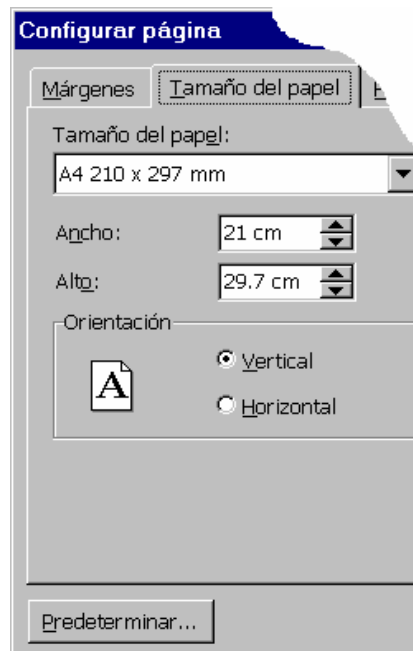 Configurar página
Márgenes Tamaño del papel
Tamaño del papel:
A4 210 x 297 mm
Ancho: 21 cm
Alto: 29.7 cm
Orientación
A
Vertical
Horizontal
Predeterminar...